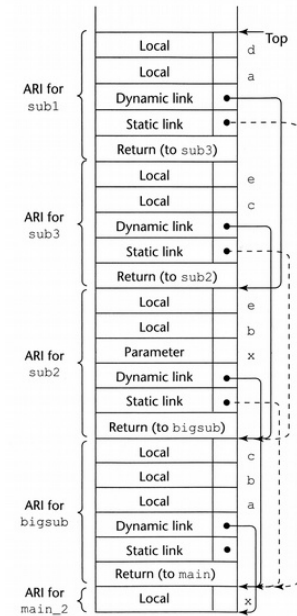 Top
Local d
Local a
ARI for sub1
Dynamic link
Static link
Return (to sub3)
Local e
Local c
ARI for sub3
Dynamic link
Static link
Return (to sub2)
Local e
Local b
ARI for sub2
Parameter x
Dynamic link
Static link
Return (to bigsub)
Local c
Local b
Local a
ARI for bigsub
Dynamic link
Static link
Return (to main)
ARI for main_2
Local x